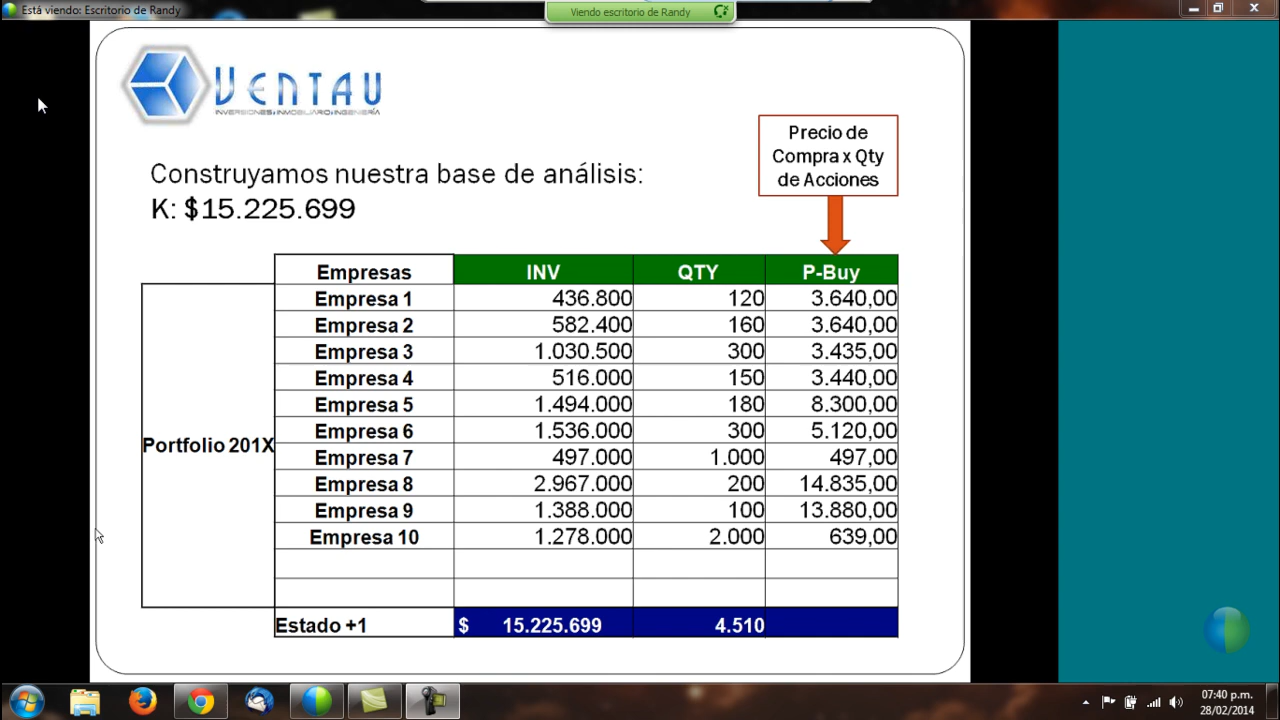 Está viendo: Escritorio de Randy
Viendo escritorio de Randy
VENTAU
INVERSIONES:INMOBILIARIO:INGENIERÍA
Precio de
Compra x Qty
de Acciones
Construyamos nuestra base de análisis:
K: $15.225.699
Empresas INV QTY P-Buy
Empresa 1 436.800 120 3.640,00
Empresa 2 582.400 160 3.640,00
Empresa 3 1.030.500 300 3.435,00
Empresa 4 516.000 150 3.440,00
Empresa 5 1.494.000 180 8.300,00
Empresa 6 1.536.000 300 5.120,00
Portfolio 201X
Empresa 7 497.000 1.000 497,00
Empresa 8 2.967.000 200 14.835,00
Empresa 9 1.388.000 100 13.880,00
Empresa 10 1.278.000 2.000 639,00
Estado +1 $ 15.225.699 4.510
07:40 p.m.
28/02/2014